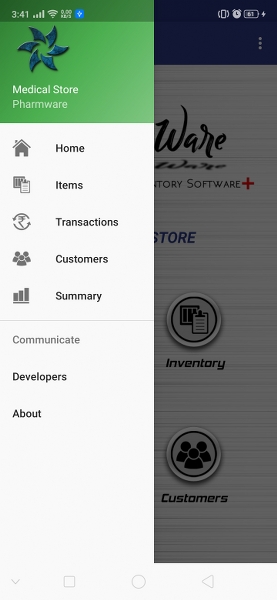 3:41
0.00
KB/S
61
Medical Store
Pharmware
Ware
NTORY SOFTWARE
STORE
Home
Items
Transactions
Customers
Summary
Inventory
Communicate
Developers
About
Customers